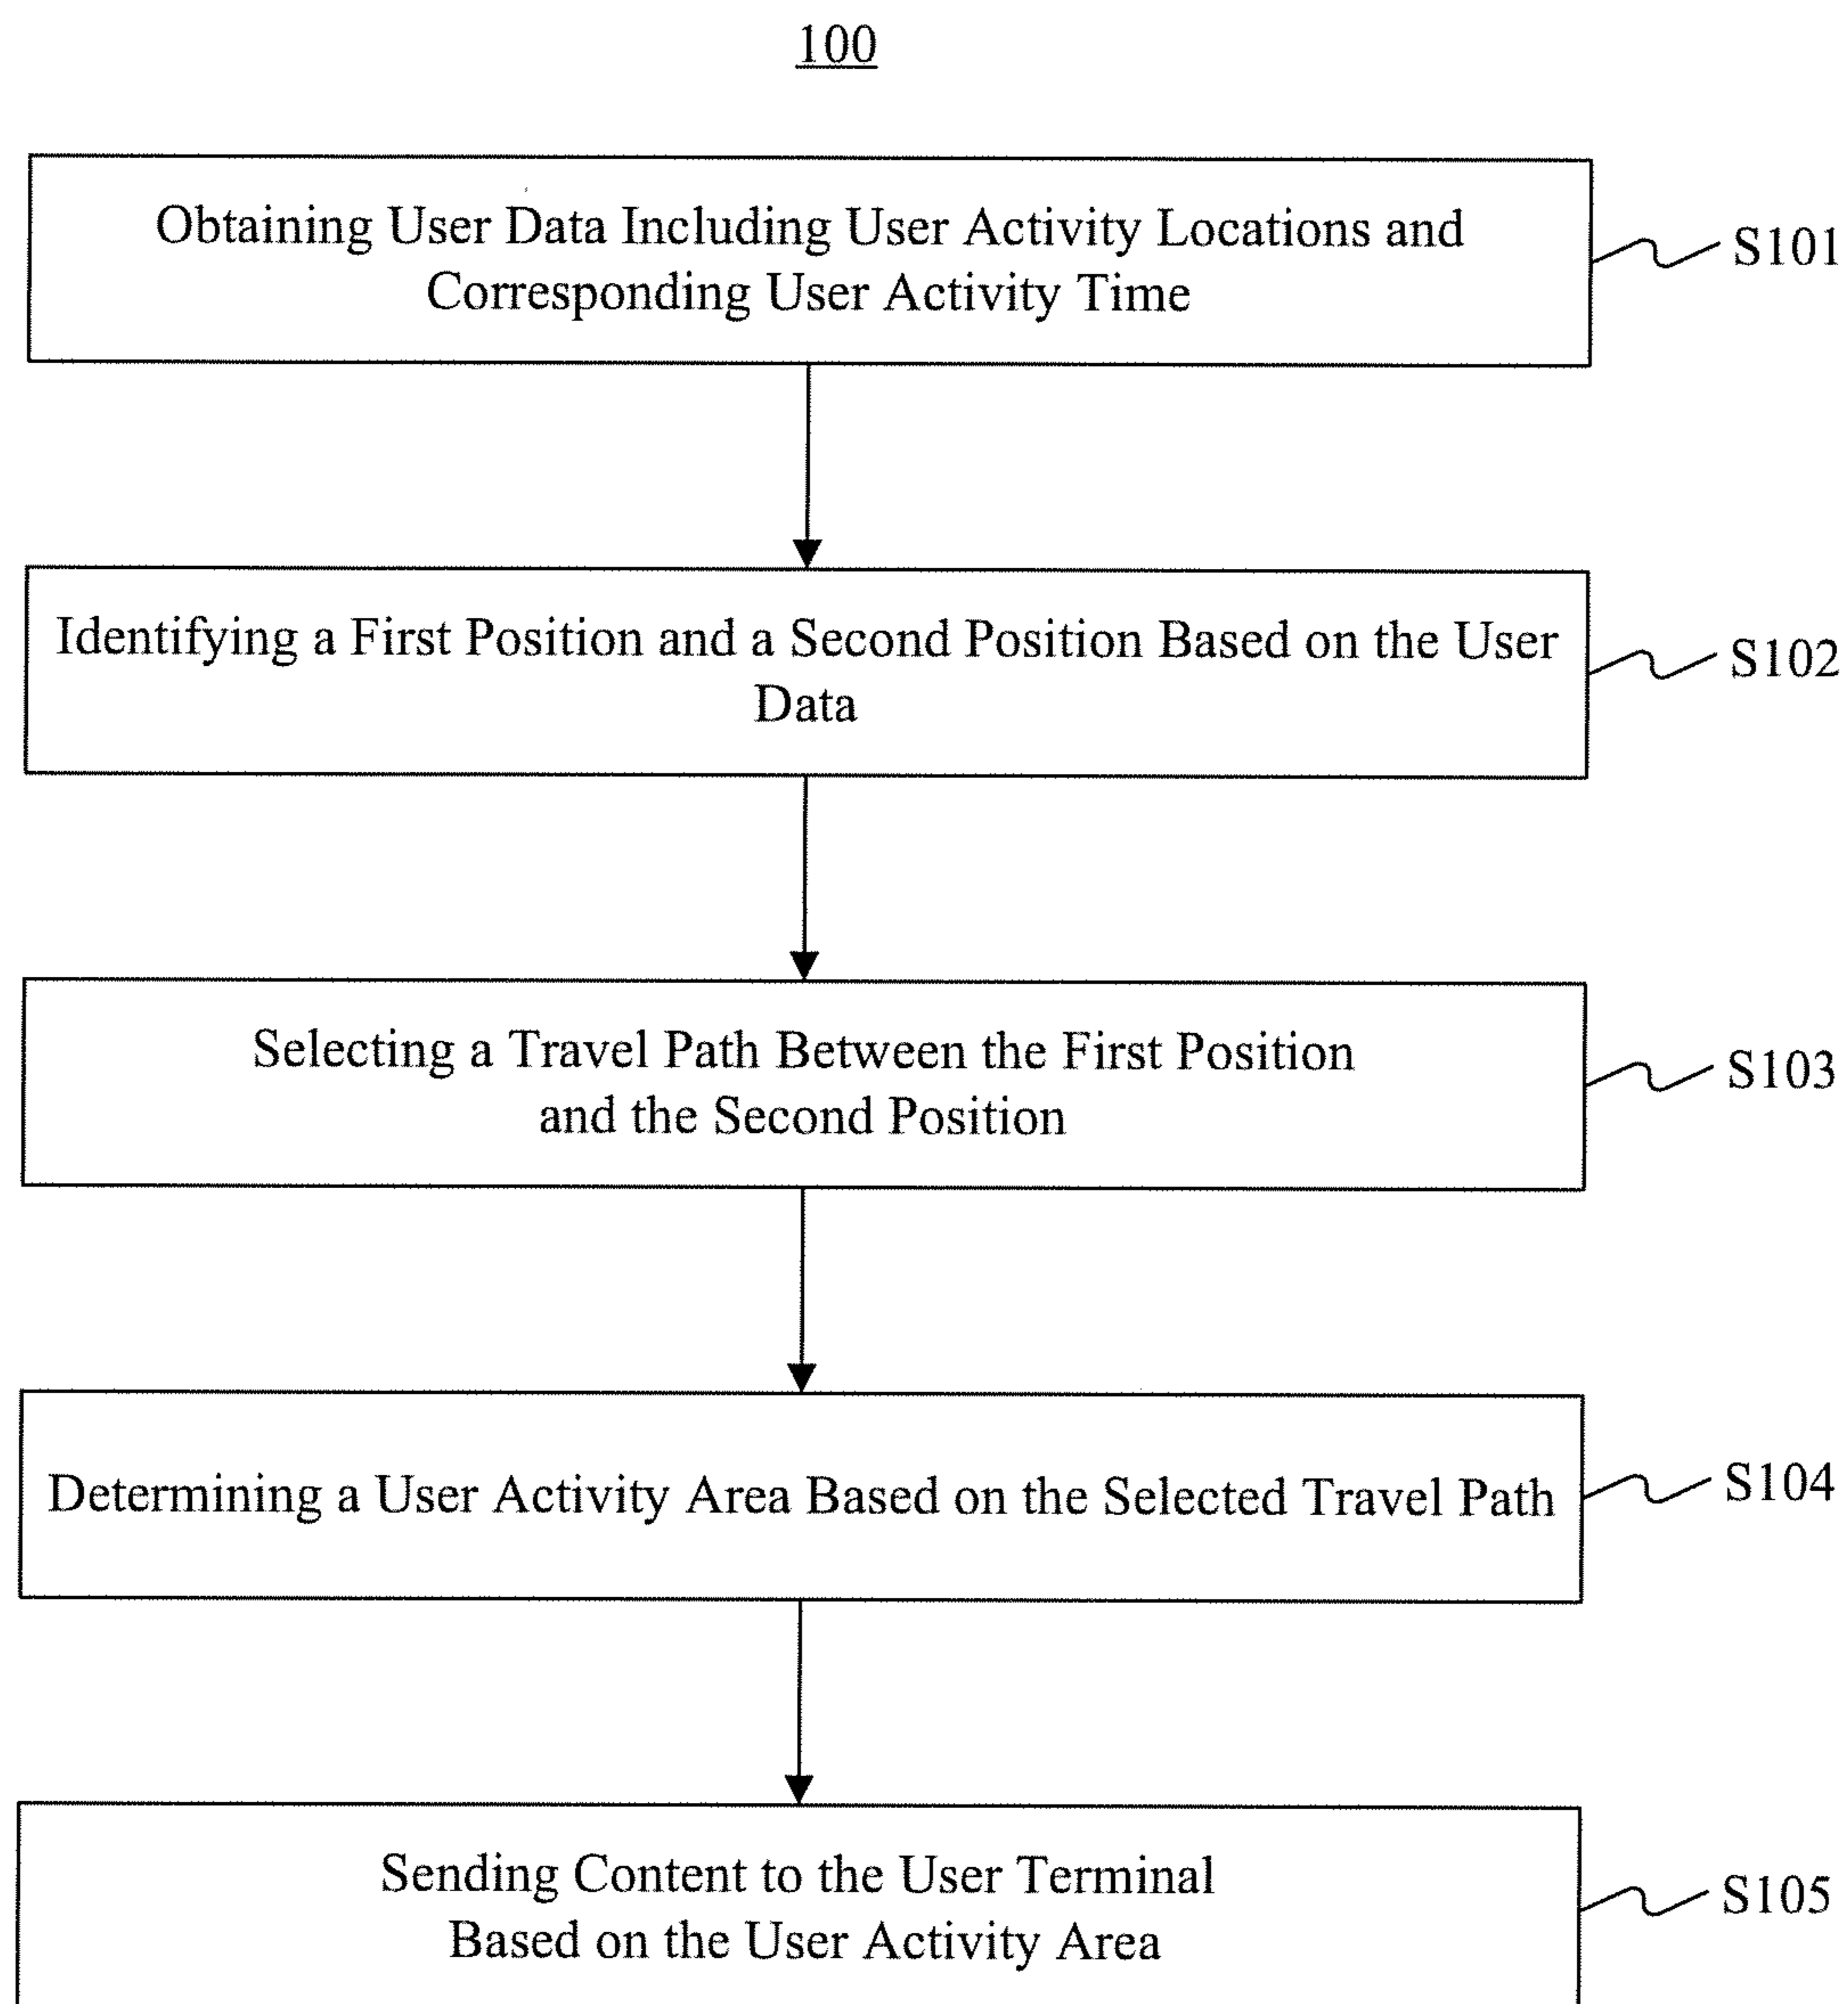 100
Obtaining User Data Including User Activity Locations and
Corresponding User Activity Time
S101
Identifying a First Position and a Second Position Based on the User
Data
S102
Selecting a Travel Path Between the First Position
and the Second Position
S103
Determining a User Activity Area Based on the Selected Travel Path
S104
Sending Content to the User Terminal
Based on the User Activity Area
S105